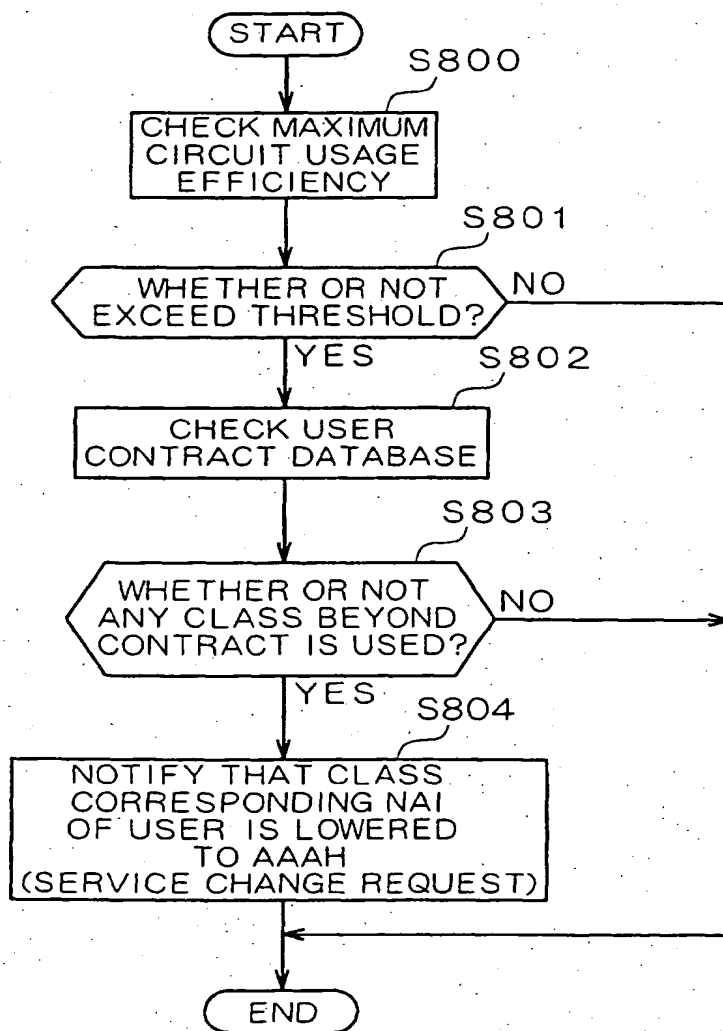 START
S800
CHECK MAXIMUM
CIRCUIT USAGE
EFFICIENCY
S801
WHETHER OR NOT
EXCEED THRESHOLD?
NO
YES
S802
CHECK USER
CONTRACT DATABASE
S803
WHETHER OR NOT
ANY CLASS BEYOND
CONTRACT IS USED?
NO
YES
S804
NOTIFY THAT CLASS
CORRESPONDING NAI
OF USER IS LOWERED
TO AAAH
(SERVICE CHANGE REQUEST)
END